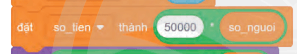 đặt so_tien thành 50000 * so_nguoi